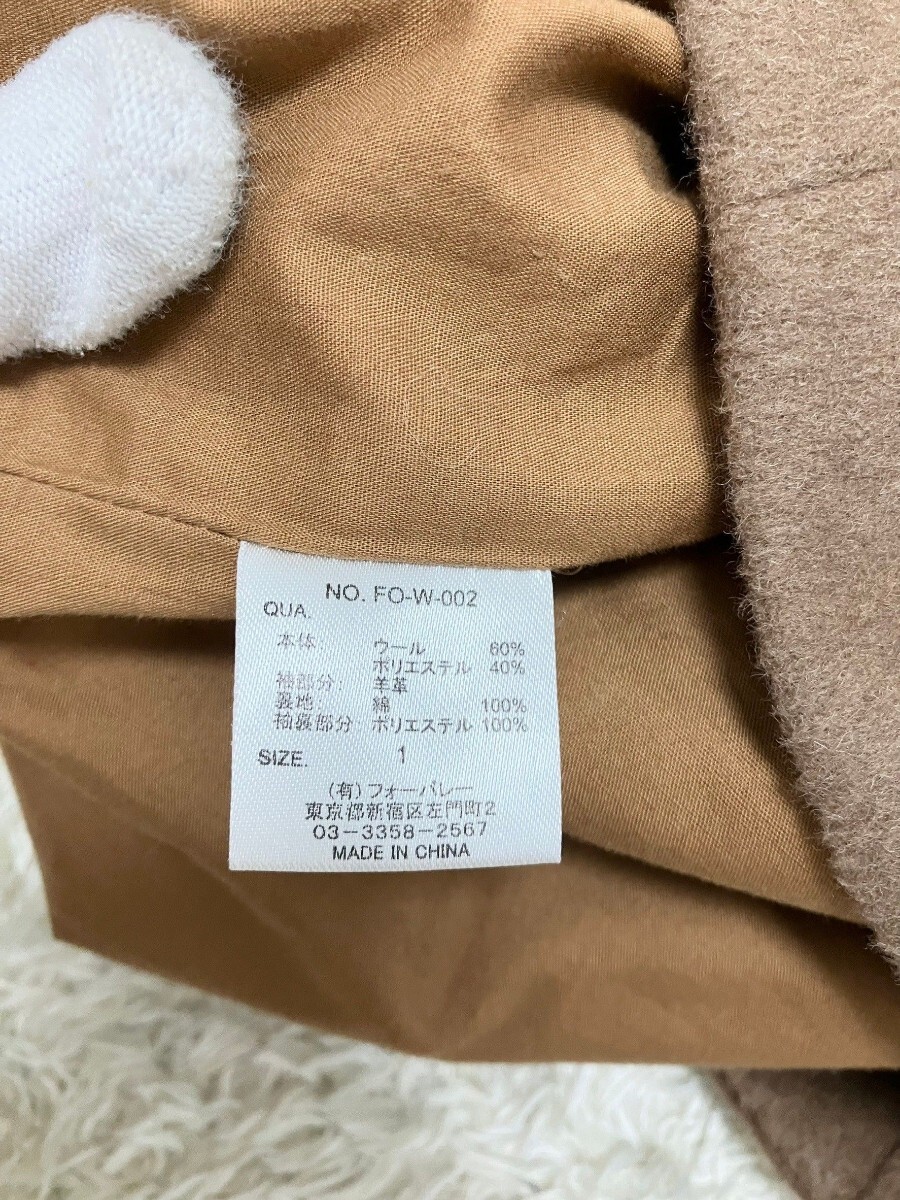 NO. FO-W-002
QUA.
本体: ウール 60%
ポリエステル 40%
袖部分: 羊革
裏地: 綿 100%
袖裏部分: ポリエステル 100%
SIZE. 1
(有)フォーバレー
東京都新宿区左門町2
03-3358-2567
MADE IN CHINA